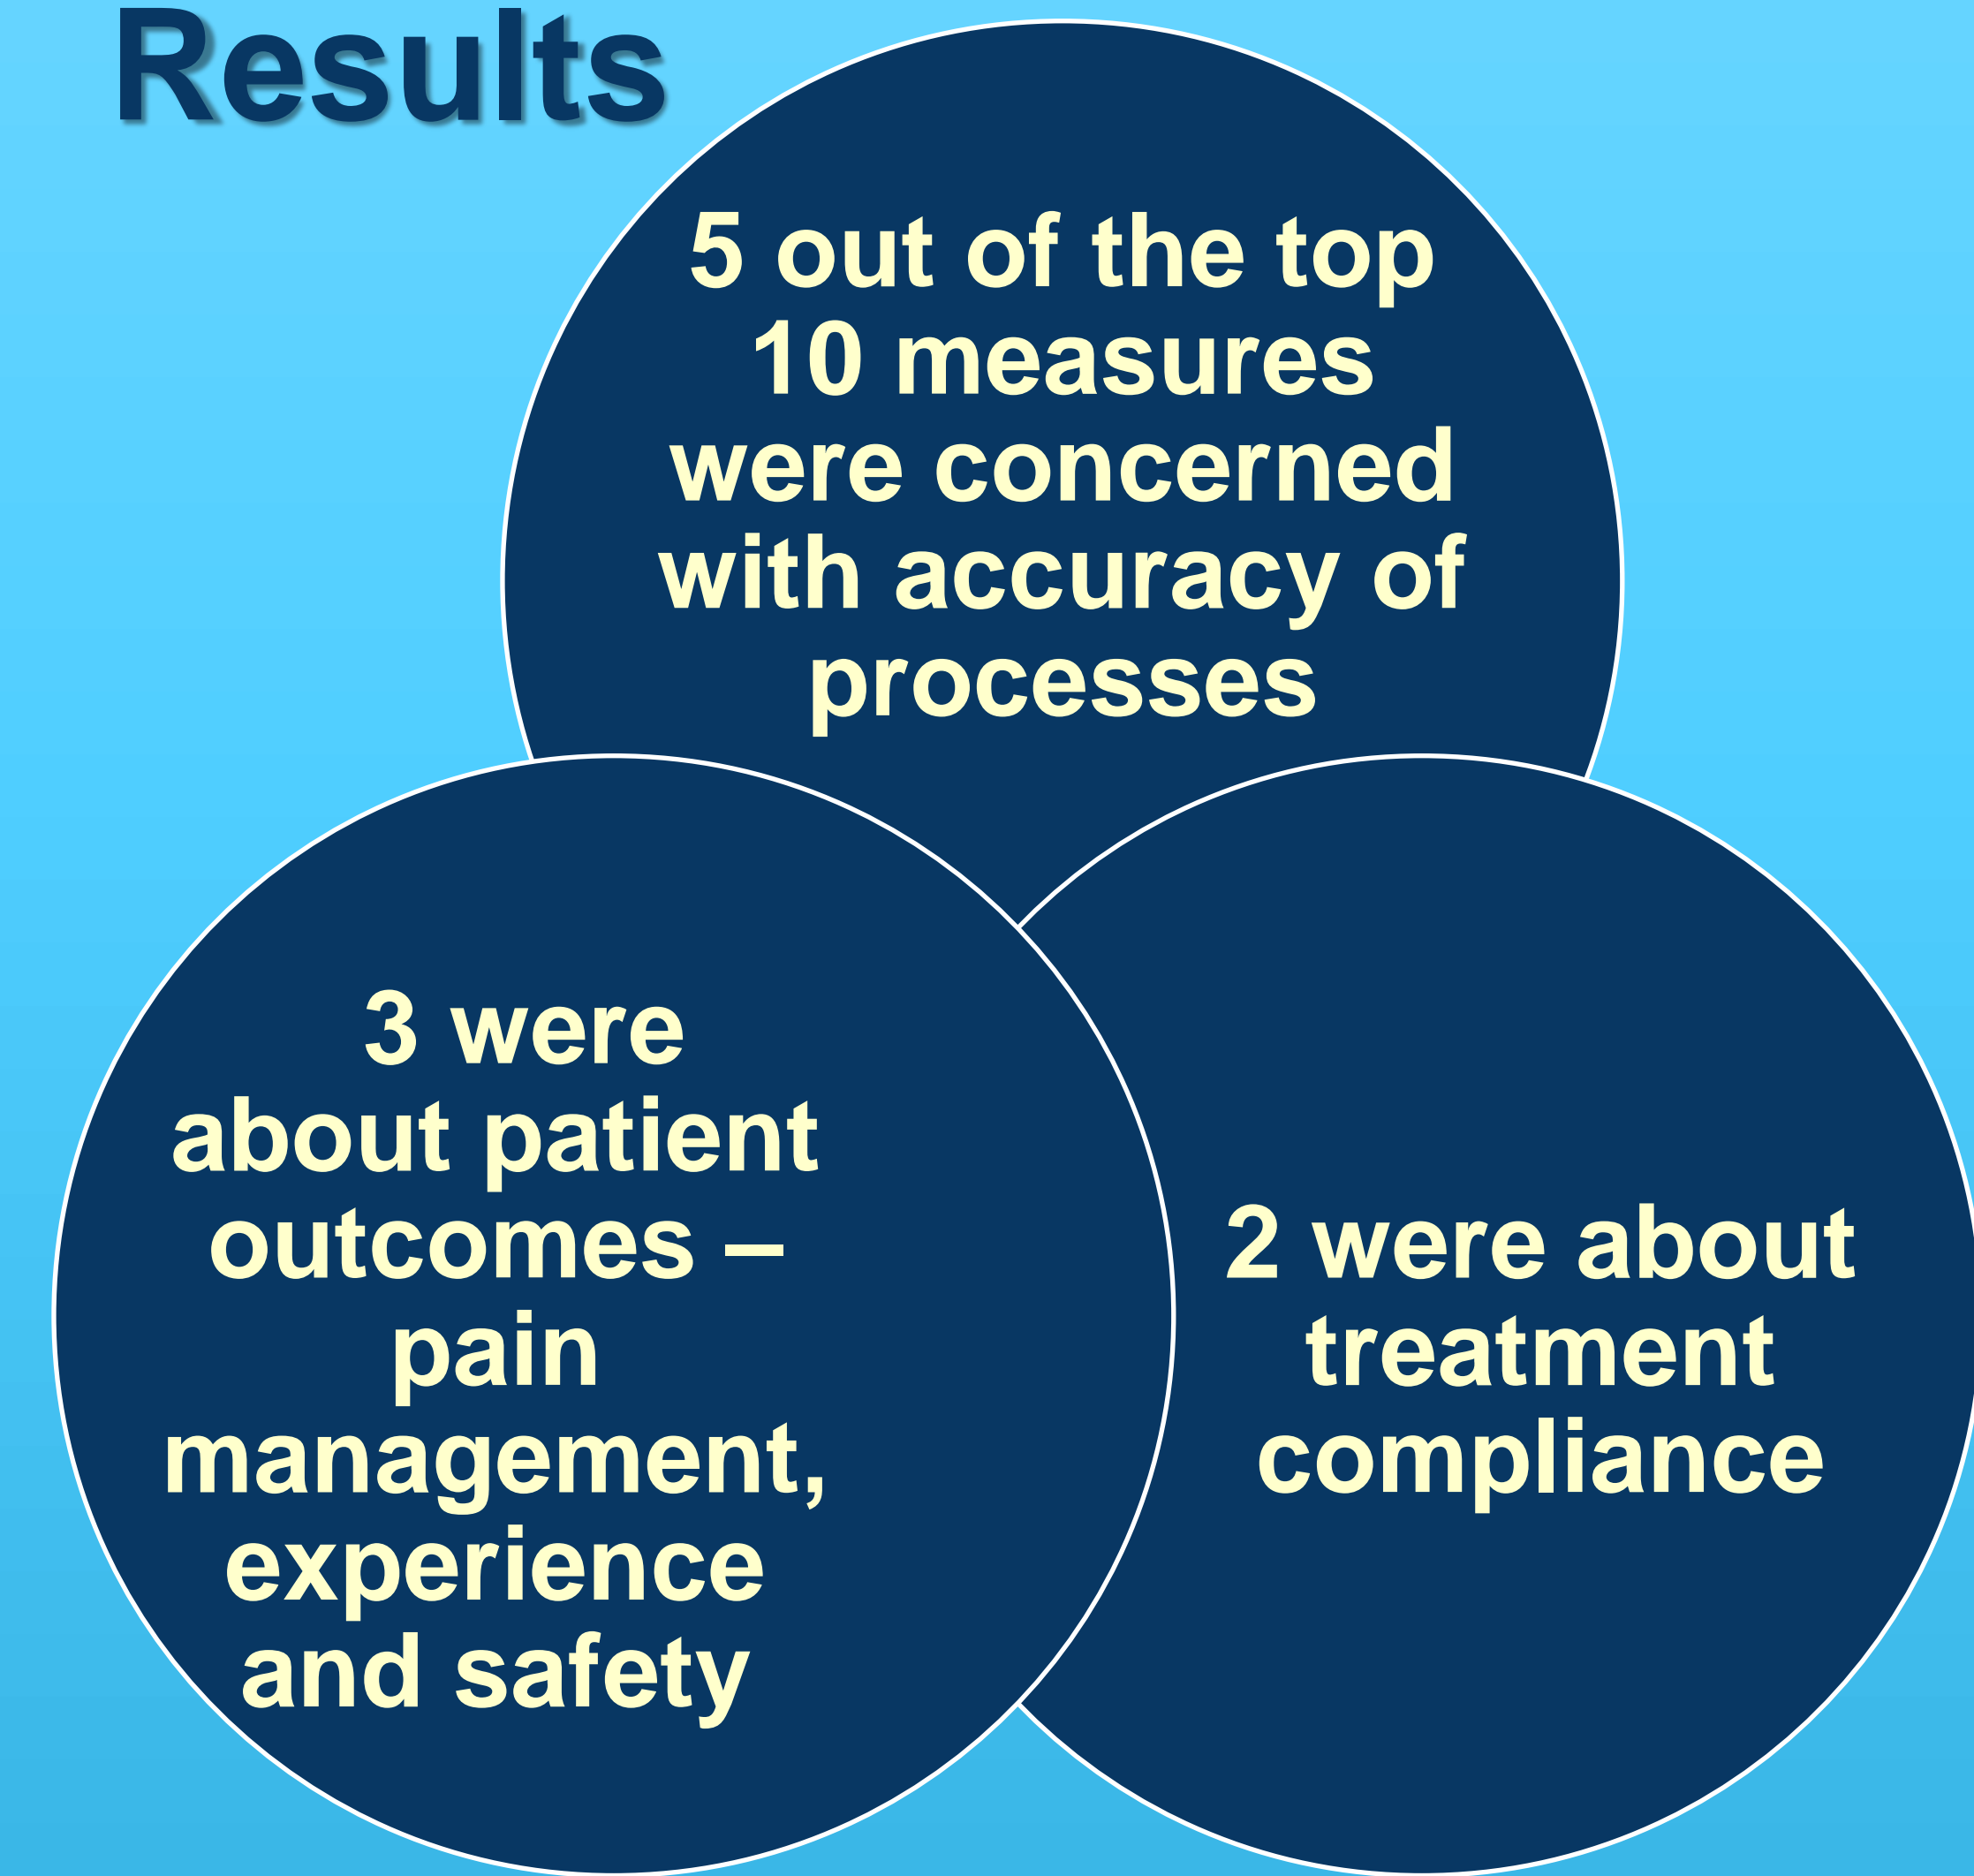 Results
5 out of the top
10 measures
were concerned
with accuracy of
processes
3 were
about patient
outcomes –
pain
management,
experience
and safety
2 were about
treatment
compliance